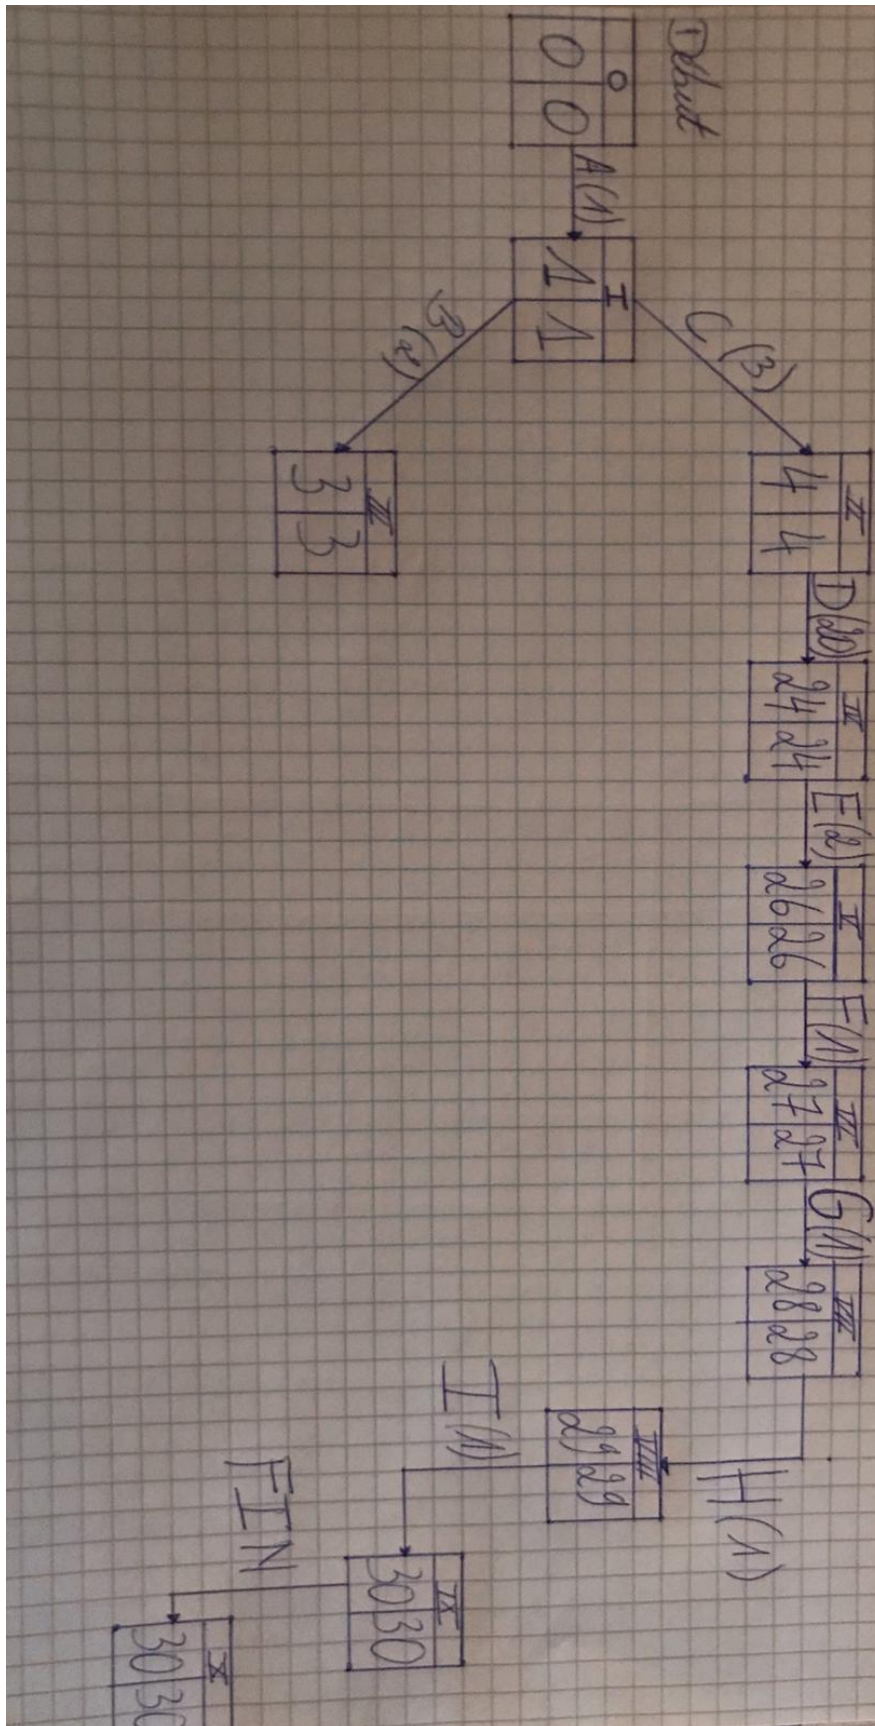 Début
0
0 0
A(1)
I
1 1
C (3)
B(2)
II
4 4
III
3 3
D(20)
IV
24 24
E(2)
V
26 26
F(1)
VI
27 27
G(1)
VII
28 28
H(1)
VIII
29 29
I(1)
IX
30 30
FIN
X
30 30